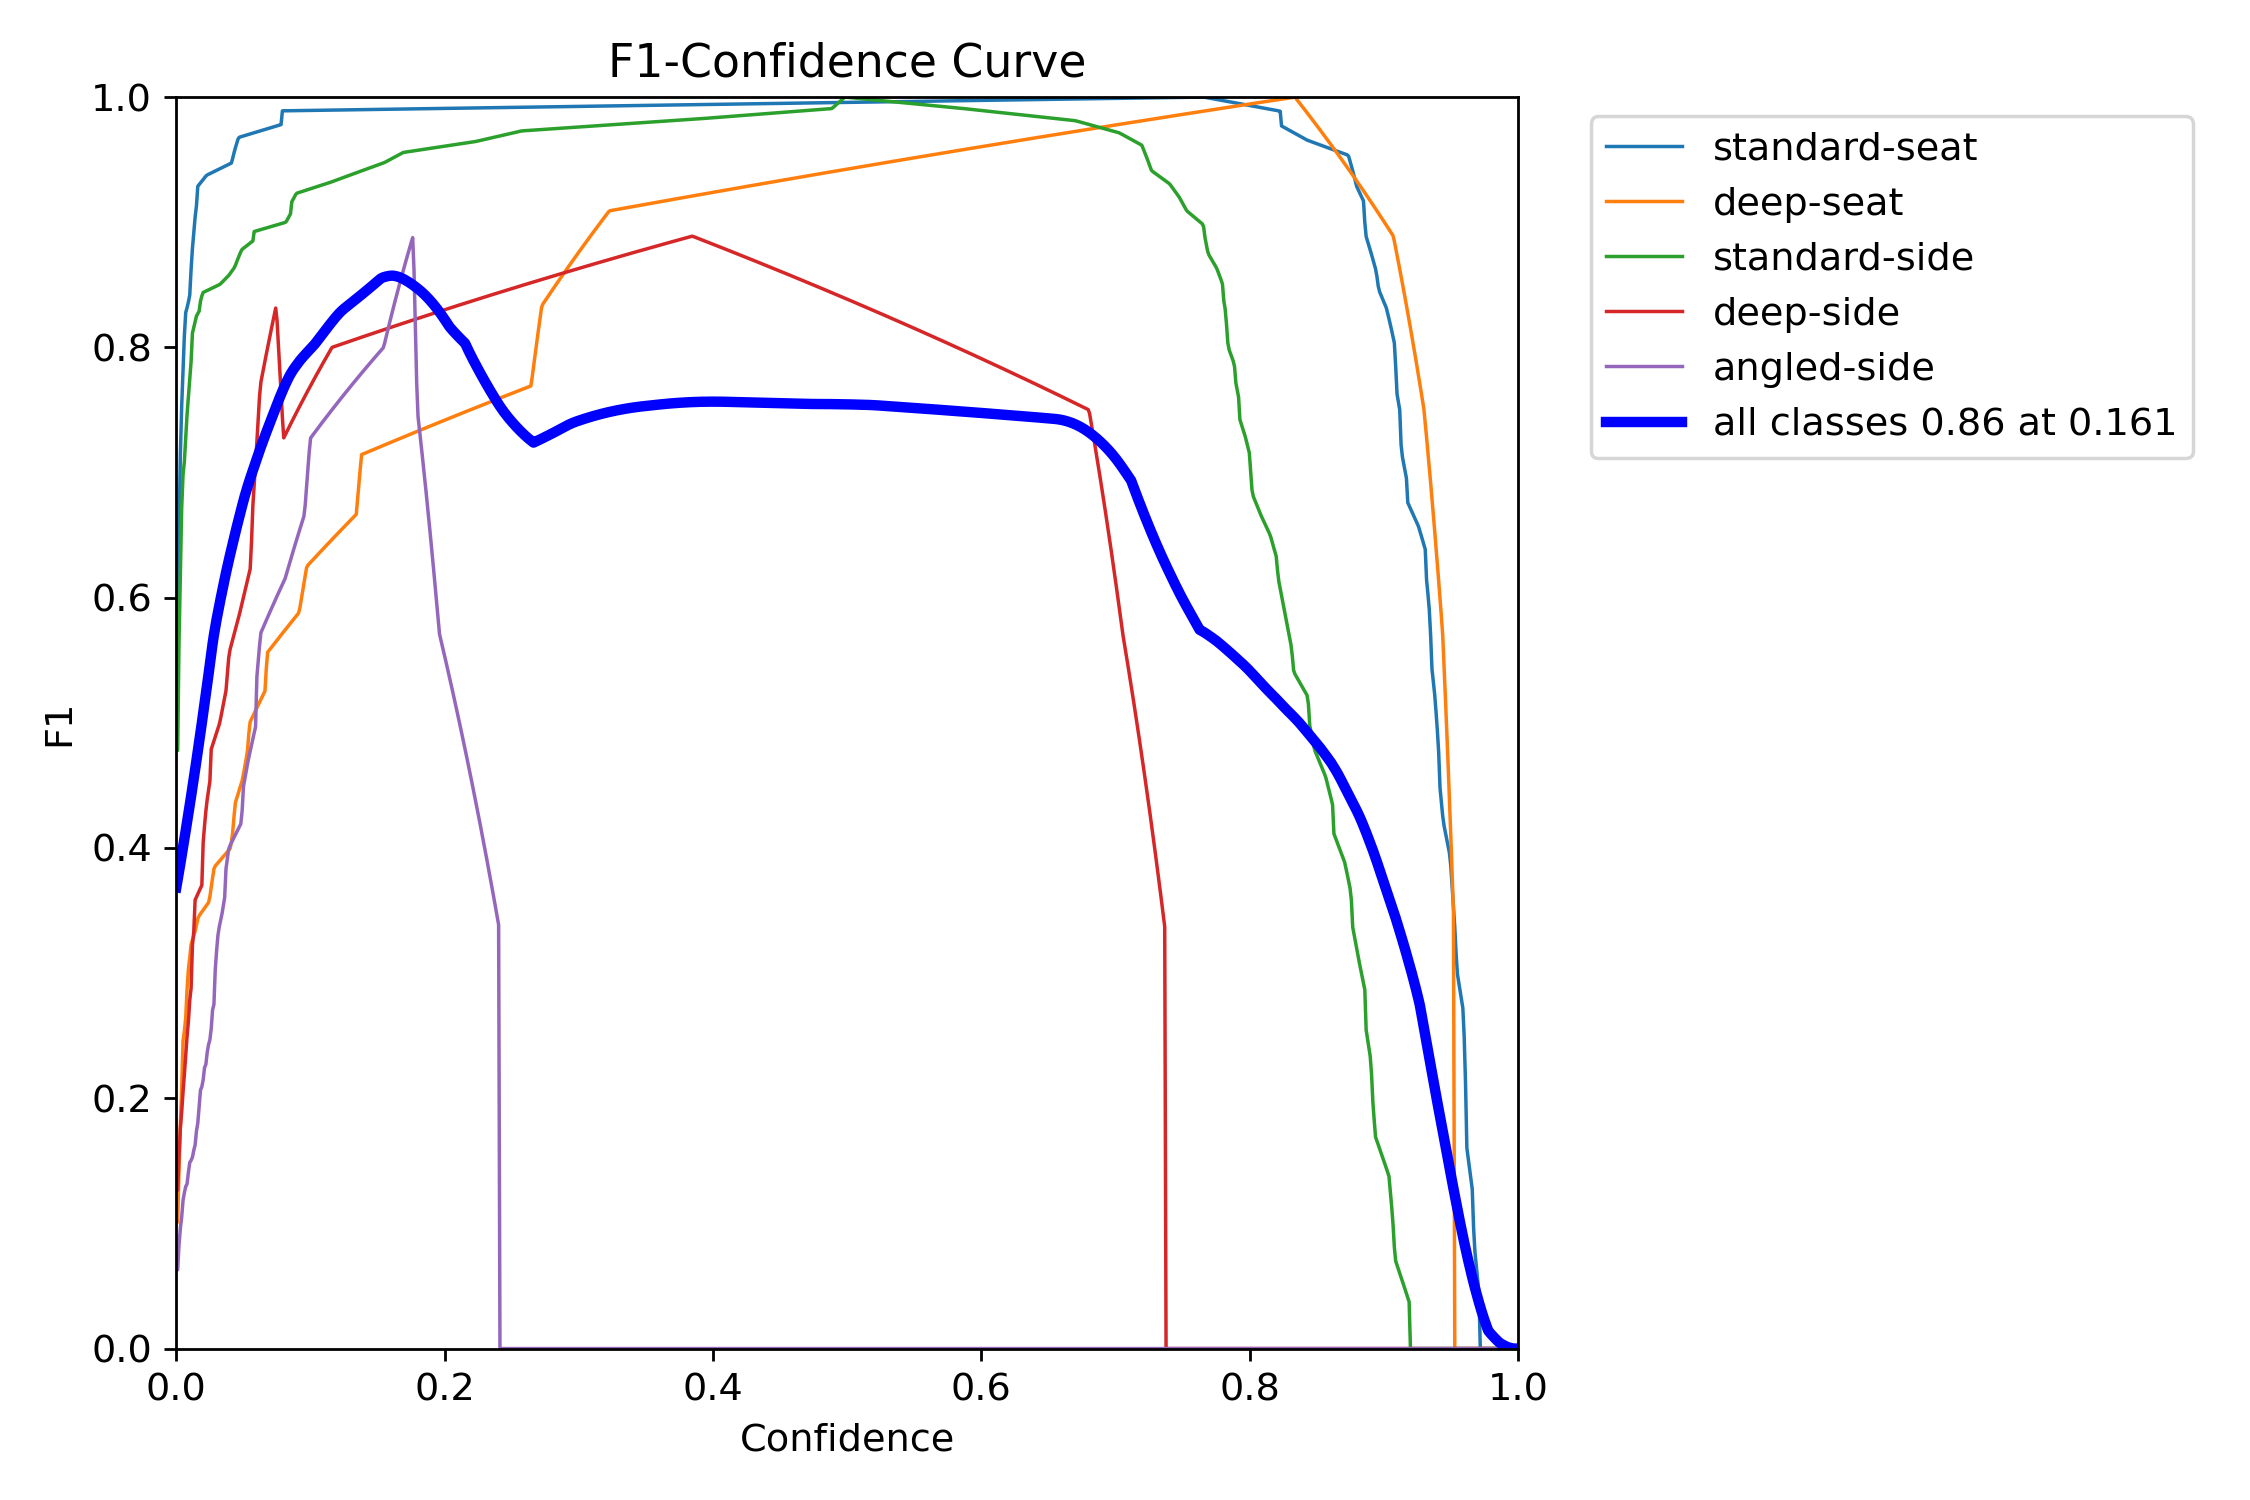 F1-Confidence Curve
1.0
0.8
0.6
0.4
0.2
0.0
F1
0.0 0.2 0.4 0.6 0.8 1.0
Confidence
standard-seat
deep-seat
standard-side
deep-side
angled-side
all classes 0.86 at 0.161